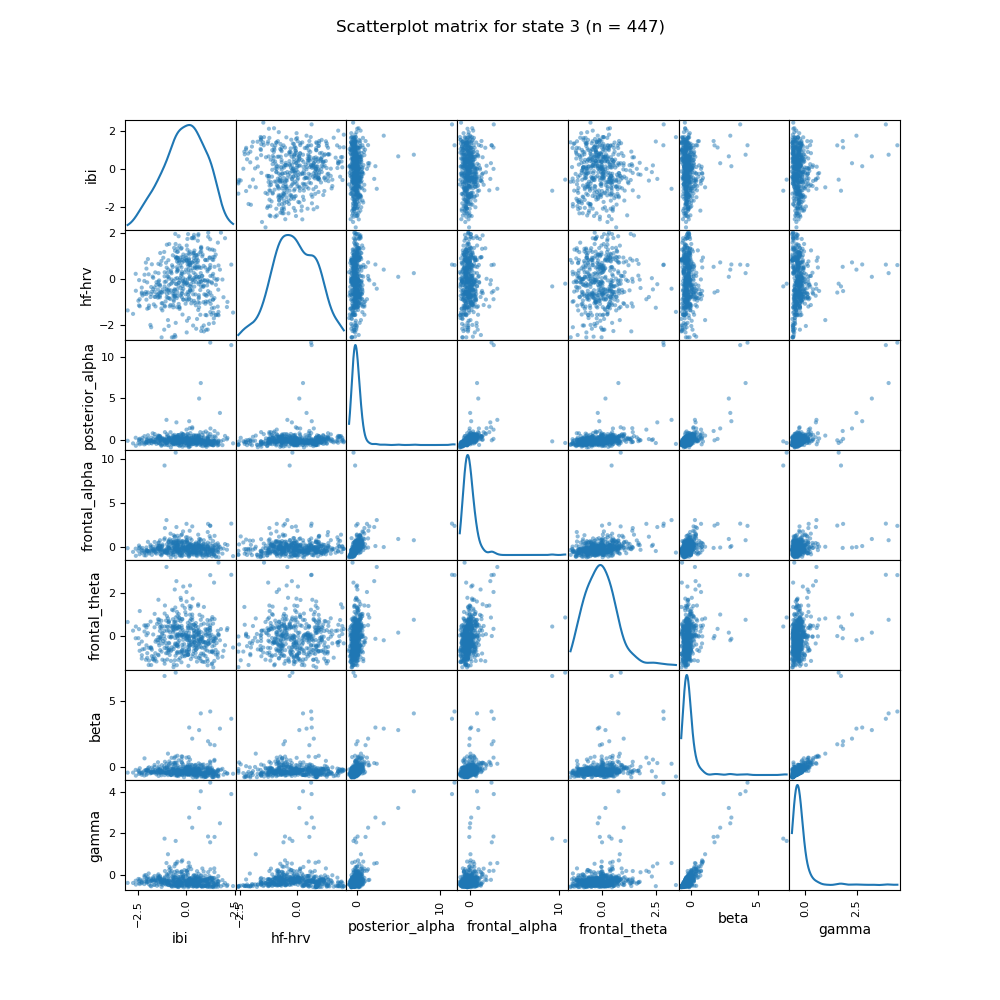 Scatterplot matrix for state 3 (n = 447)
ibi
2
0
-2
hf-hrv
2
0
−2
posterior_alpha
10
5
0
frontal_alpha
10
5
0
frontal_theta
2
0
beta
5
0
gamma
4
2
0
−2.5
0.0
2.5
−2.5
0.0
0
10
0
10
0.0
2.5
0
5
0.0
2.5
ibi
hf-hrv
posterior_alpha
frontal_alpha
frontal_theta
beta
gamma